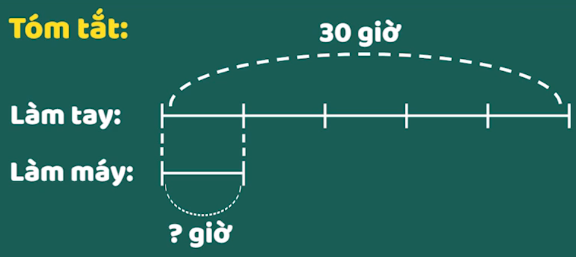 Tóm tắt:
30 giờ
Làm tay:
Làm máy:
? giờ